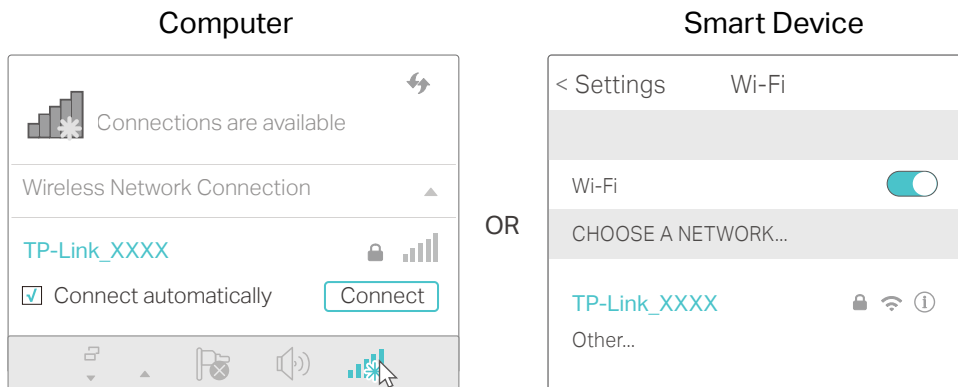 Computer
Connections are available
Wireless Network Connection
TP-Link_XXXX
Connect automatically
Connect
OR
Smart Device
< Settings
Wi-Fi
Wi-Fi
CHOOSE A NETWORK...
TP-Link_XXXX
Other...